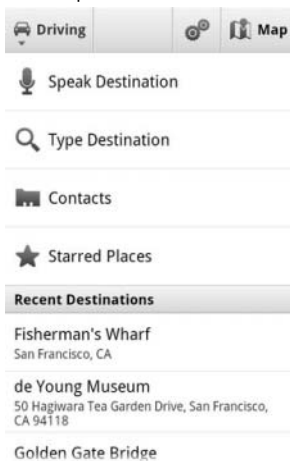 Driving
Map
Speak Destination
Type Destination
Contacts
Starred Places
Recent Destinations
Fisherman's Wharf
San Francisco, CA
de Young Museum
50 Hagiwara Tea Garden Drive, San Francisco,
CA 94118
Golden Gate Bridge